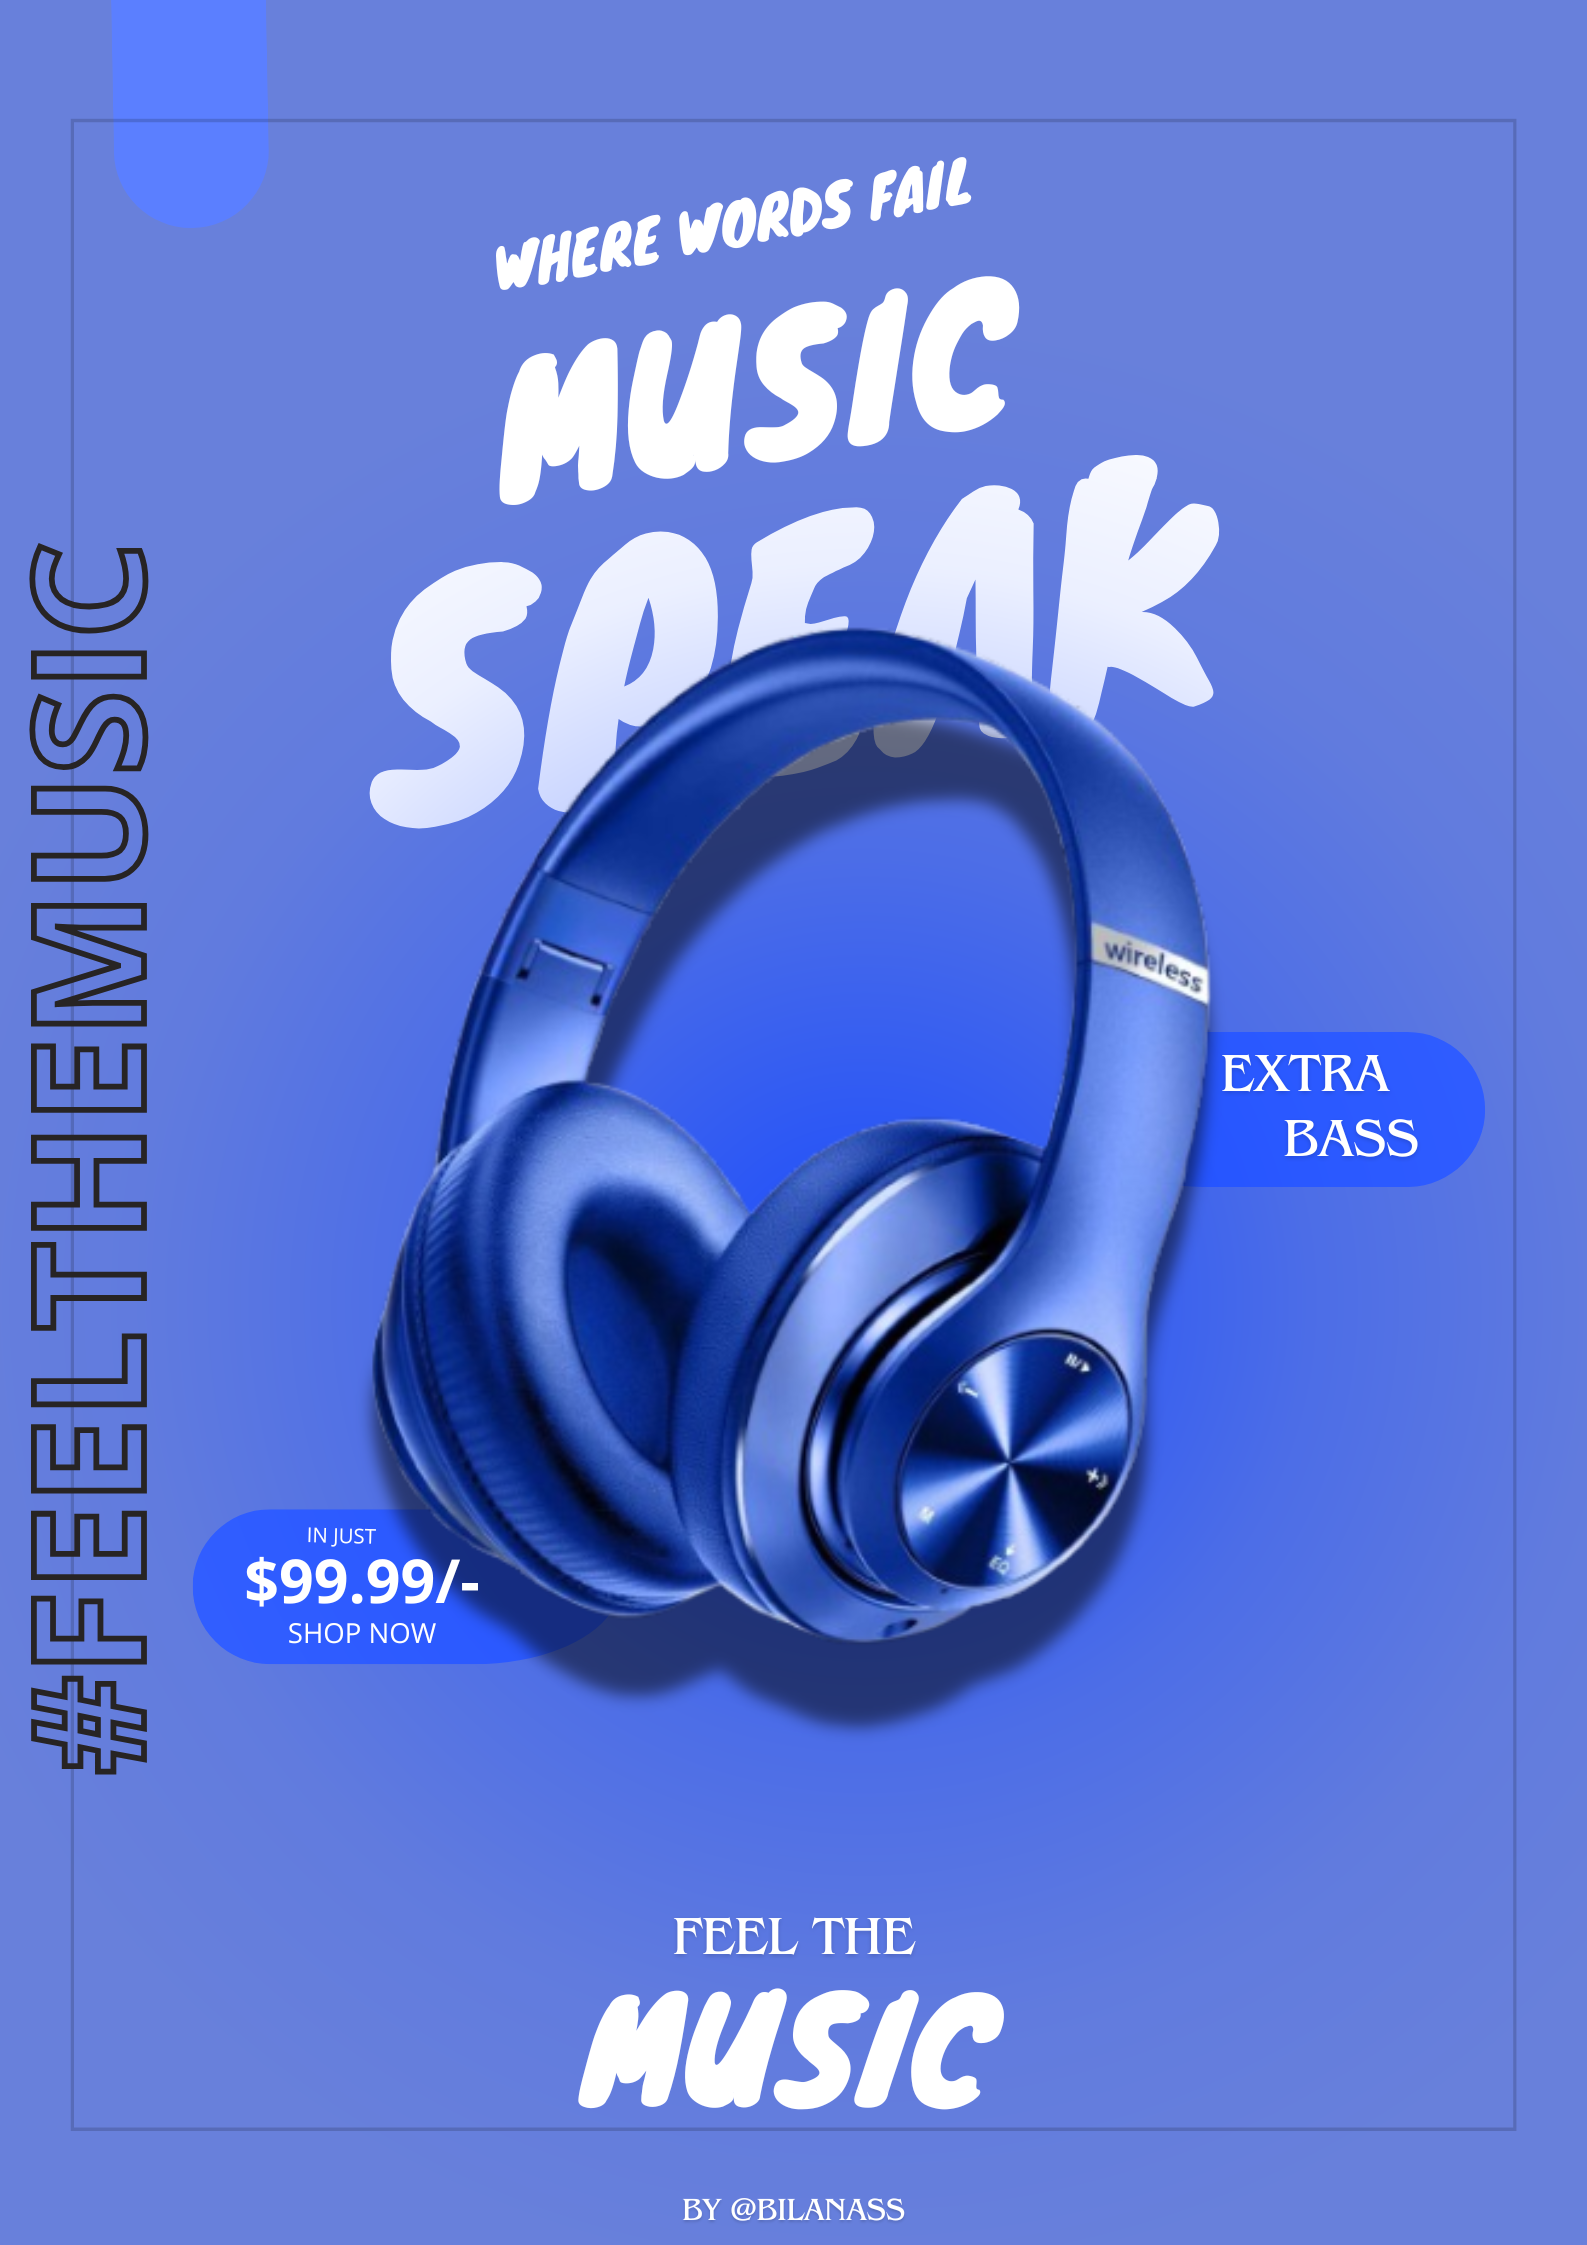 WHERE WORDS FAIL
MUSIC
SPEAK
#FEELTHEMUSIC
wireless
EXTRA
BASS
IN JUST
$99.99/-
SHOP NOW
M
EQ
FEEL THE
MUSIC
BY @BILANASS